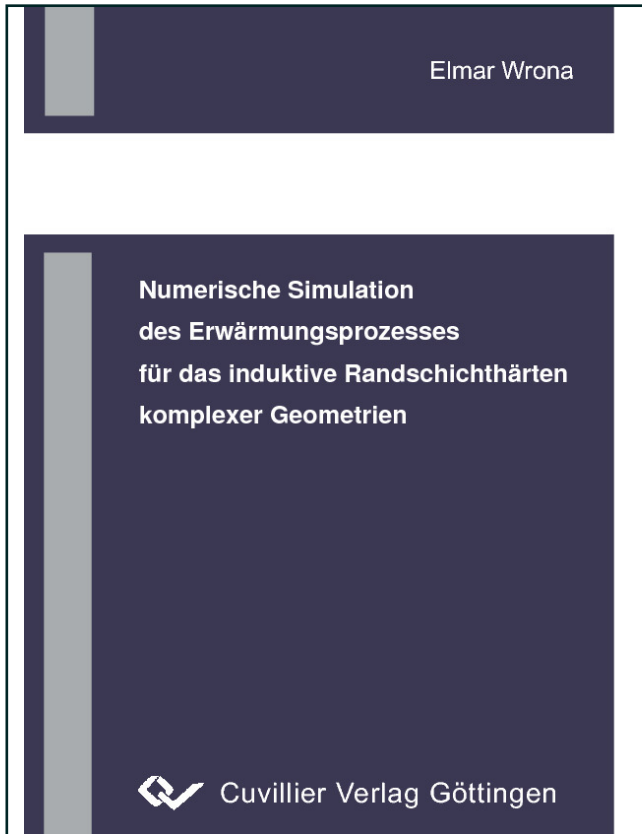 Elmar Wrona
Numerische Simulation
des Erwärmungsprozesses
für das induktive Randschichthärten
komplexer Geometrien
Cuvillier Verlag Göttingen